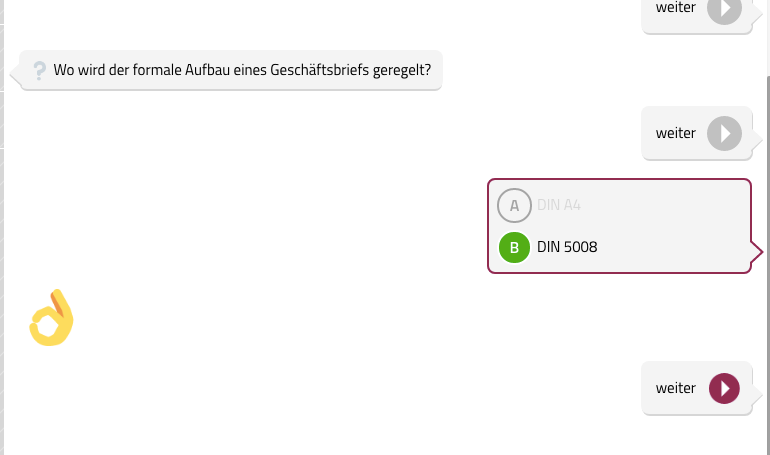 weiter
❔ Wo wird der formale Aufbau eines Geschäftsbriefs geregelt?
weiter
A DIN A4
B DIN 5008
👌
weiter